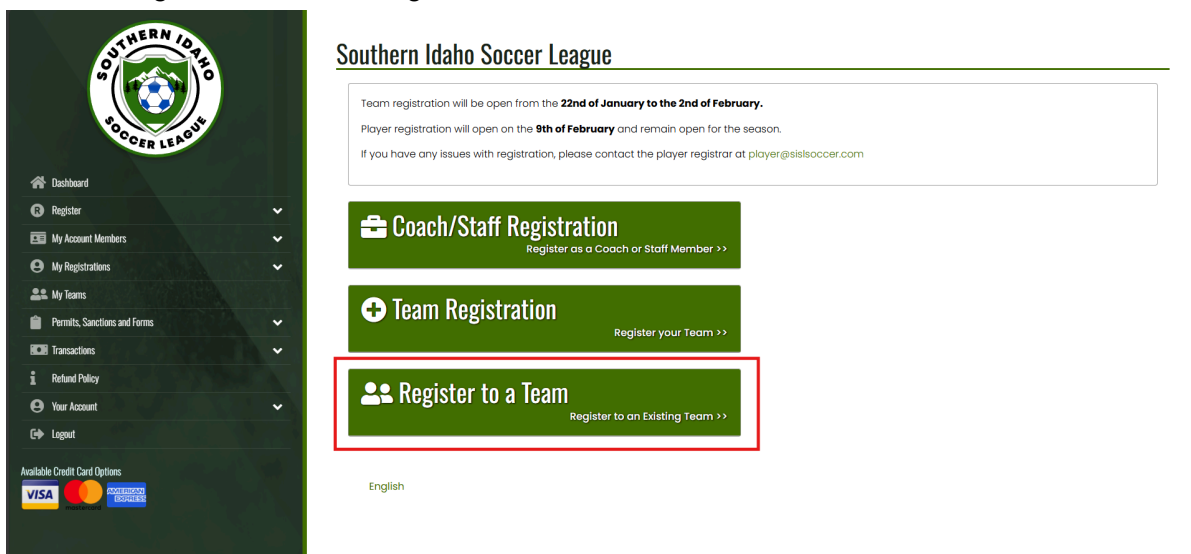 SOUTHERN IDAHO
SOCCER LEAGUE
Dashboard
R Register
My Account Members
My Registrations
My Teams
Permits, Sanctions and Forms
Transactions
Refund Policy
Your Account
Logout
Available Credit Card Options
VISA
mastercard
AMERICAN
EXPRESS
Southern Idaho Soccer League
Team registration will be open from the 22nd of January to the 2nd of February.
Player registration will open on the 9th of February and remain open for the season.
If you have any issues with registration, please contact the player registrar at player@sislsoccer.com
Coach/Staff Registration
Register as a Coach or Staff Member >>
Team Registration
Register your Team >>
Register to a Team
Register to an Existing Team >>
English